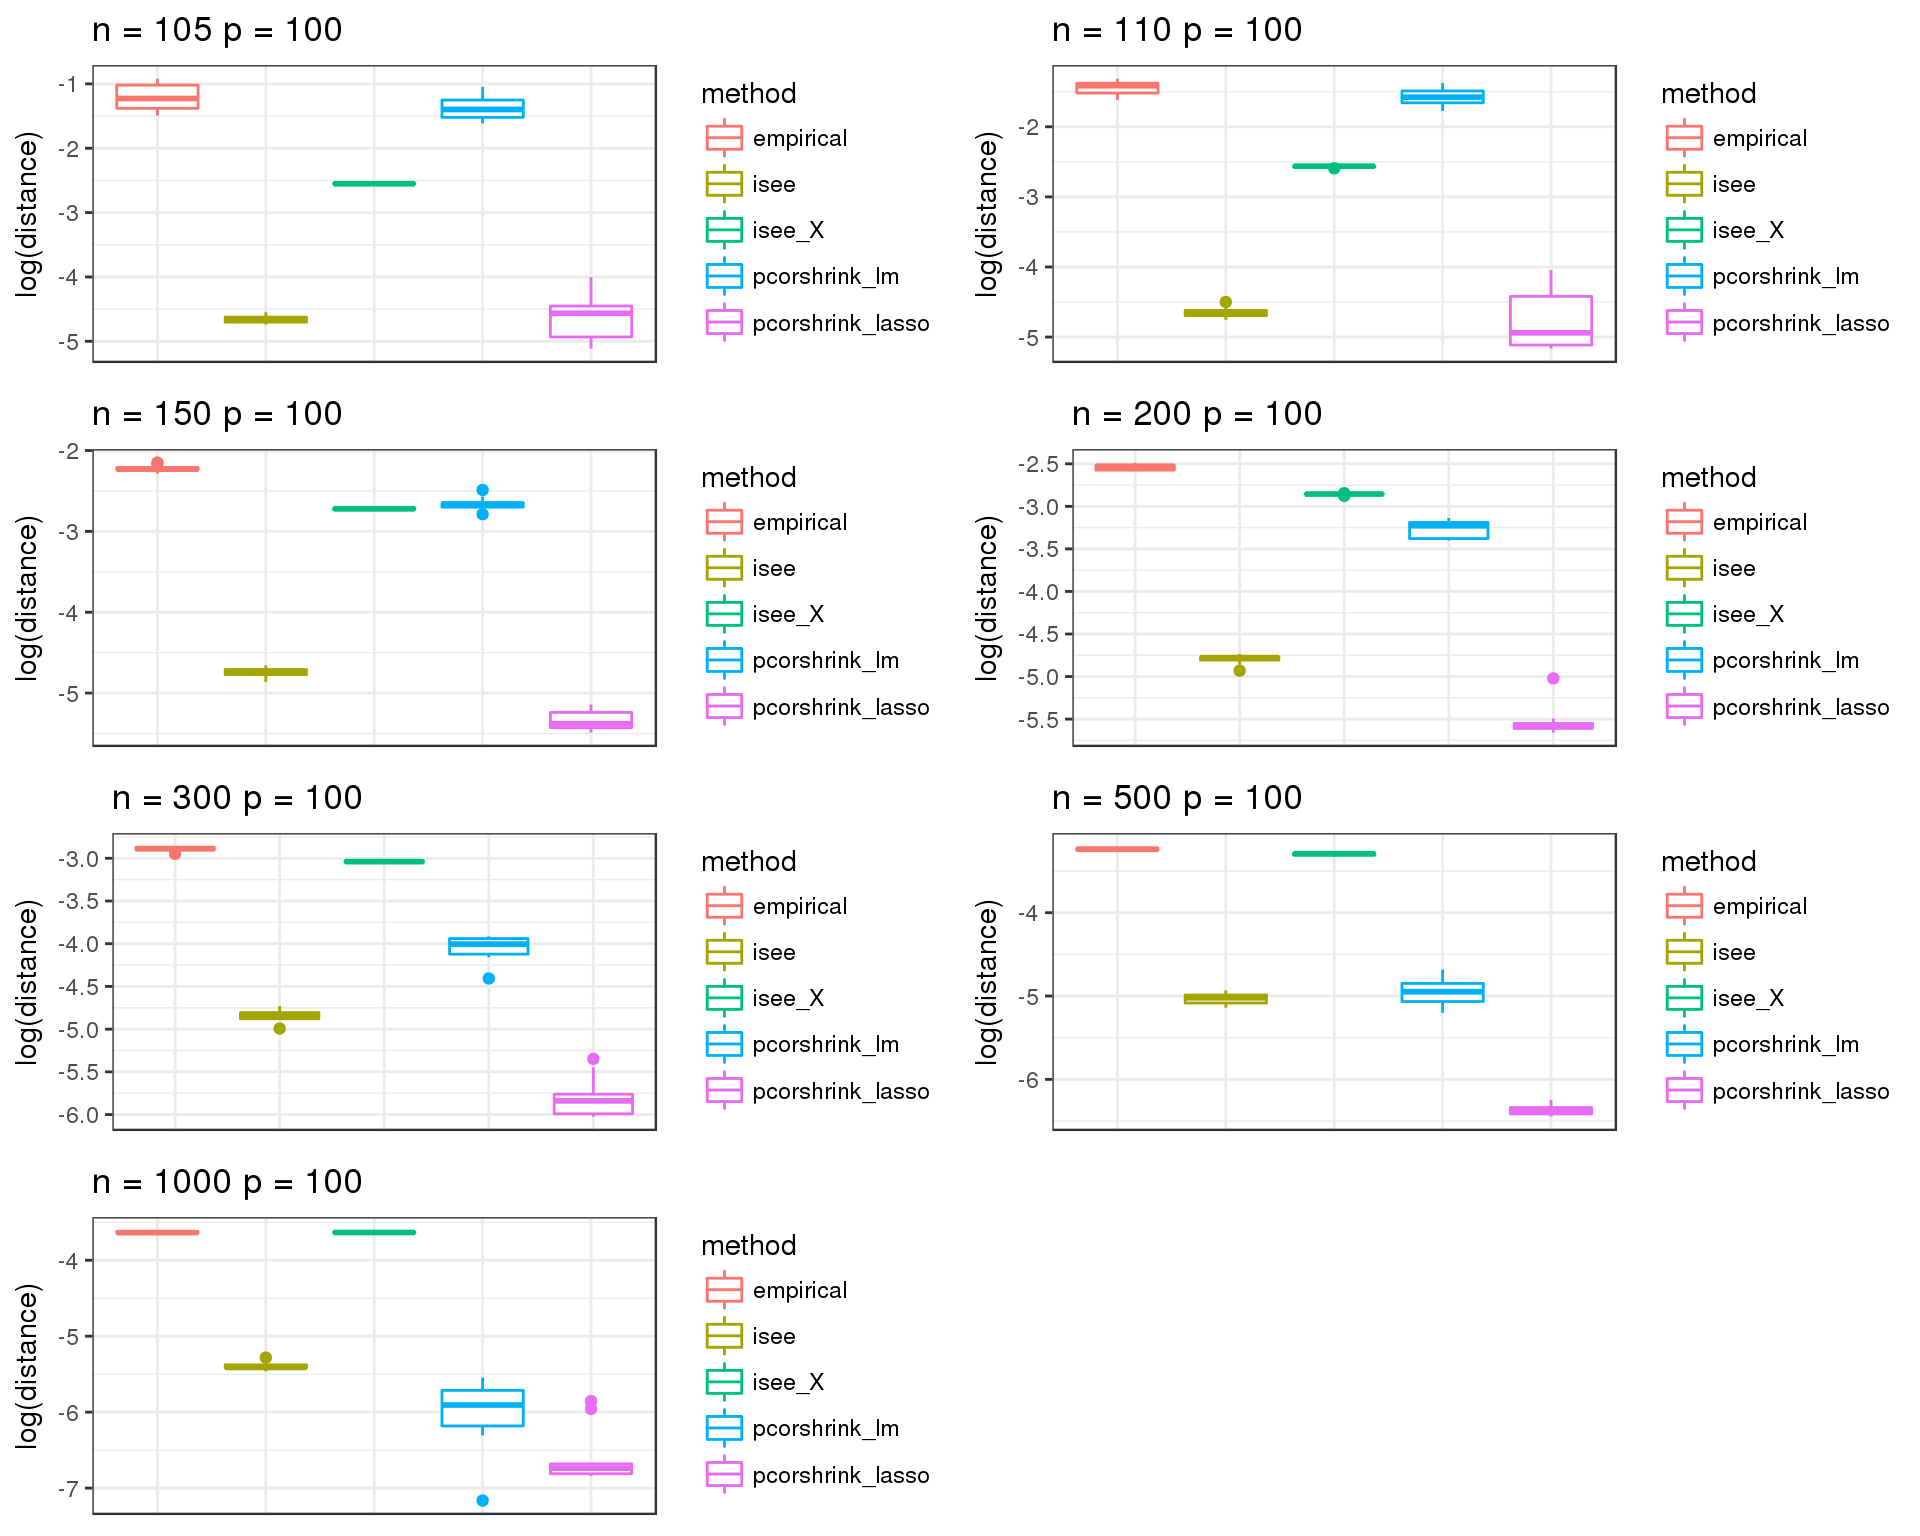 n = 105 p = 100
log(distance)
-1
-2
-3
-4
-5
method
empirical
isee
isee_X
pcorshrink_lm
pcorshrink_lasso
n = 110 p = 100
log(distance)
-2
-3
-4
-5
method
empirical
isee
isee_X
pcorshrink_lm
pcorshrink_lasso
n = 150 p = 100
log(distance)
-2
-3
-4
-5
method
empirical
isee
isee_X
pcorshrink_lm
pcorshrink_lasso
n = 200 p = 100
log(distance)
-2.5
-3.0
-3.5
-4.0
-4.5
-5.0
-5.5
method
empirical
isee
isee_X
pcorshrink_lm
pcorshrink_lasso
n = 300 p = 100
log(distance)
-3.0
-3.5
-4.0
-4.5
-5.0
-5.5
-6.0
method
empirical
isee
isee_X
pcorshrink_lm
pcorshrink_lasso
n = 500 p = 100
log(distance)
-4
-5
-6
method
empirical
isee
isee_X
pcorshrink_lm
pcorshrink_lasso
n = 1000 p = 100
log(distance)
-4
-5
-6
-7
method
empirical
isee
isee_X
pcorshrink_lm
pcorshrink_lasso